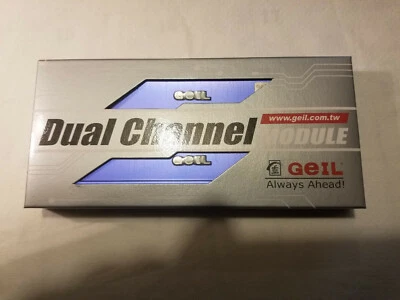 GEIL
www.geil.com.tw
Dual Channel MODULE
GEIL
GEIL
Always Ahead!